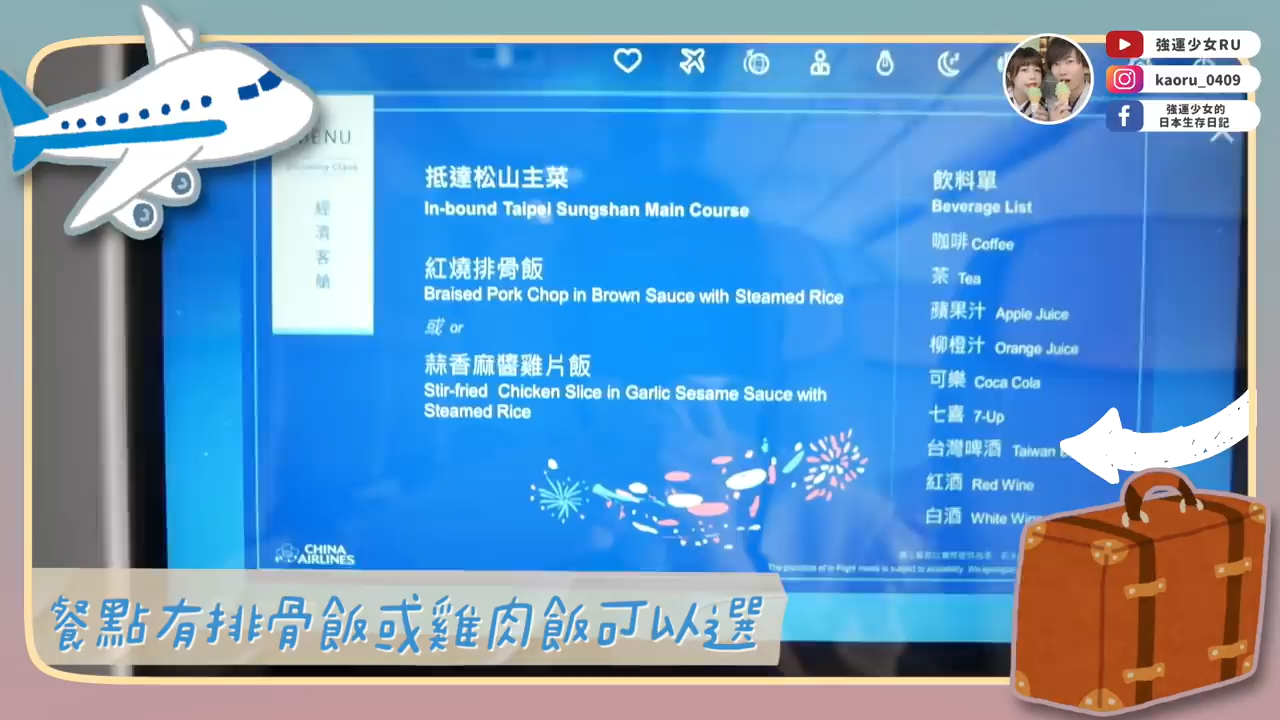 強運少女RU
kaoru_0409
強運少女的
日本生存日記
MENU
經濟客艙
抵達松山主菜
In-bound Taipei Sungshan Main Course
紅燒排骨飯
Braised Pork Chop in Brown Sauce with Steamed Rice
或 or
蒜香麻醬雞片飯
Stir-fried Chicken Slice in Garlic Sesame Sauce with
Steamed Rice
飲料單
Beverage List
咖啡 Coffee
茶 Tea
蘋果汁 Apple Juice
柳橙汁 Orange Juice
可樂 Coca Cola
七喜 7-Up
台灣啤酒 Taiwan
紅酒 Red Wine
白酒 White Wine
CHINA AIRLINES
餐點有排骨飯或雞肉飯可以選